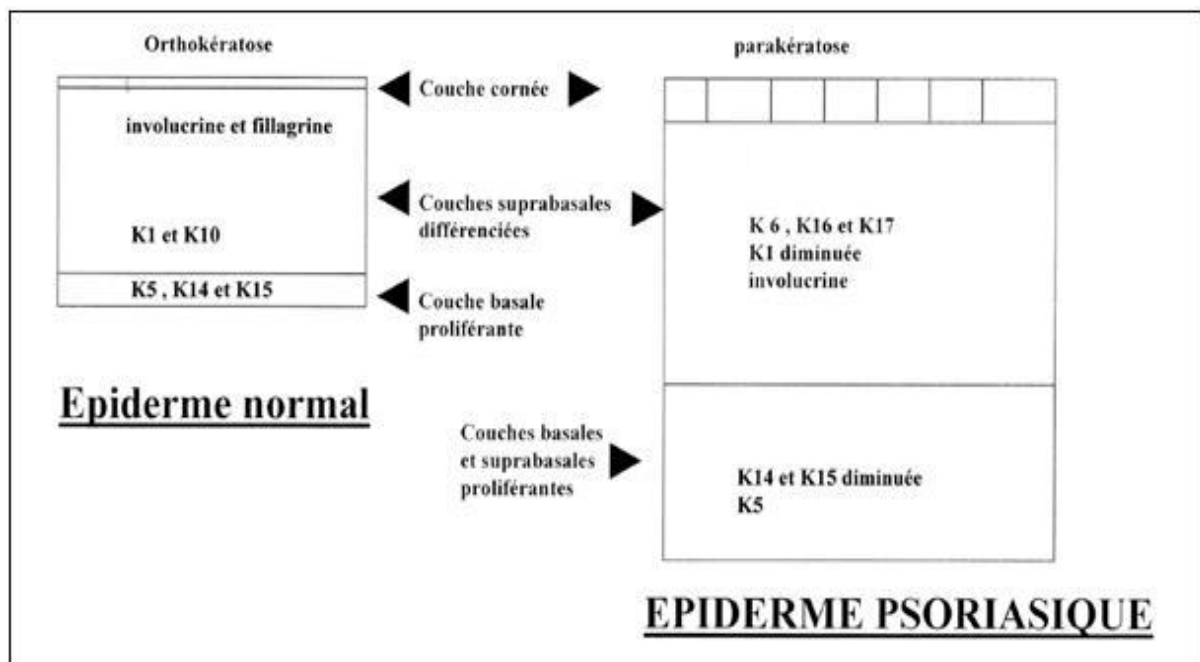 Orthokératose
parakératose
Couche cornée
involucrine et fillagrine
Couches suprabasales
différenciées
K1 et K10
K 6 , K16 et K17
K1 diminuée
involucrine
K5 , K14 et K15
Couche basale
proliférante
Epiderme normal
Couches basales
et suprabasales
proliférantes
K14 et K15 diminuée
K5
EPIDERME PSORIASIQUE